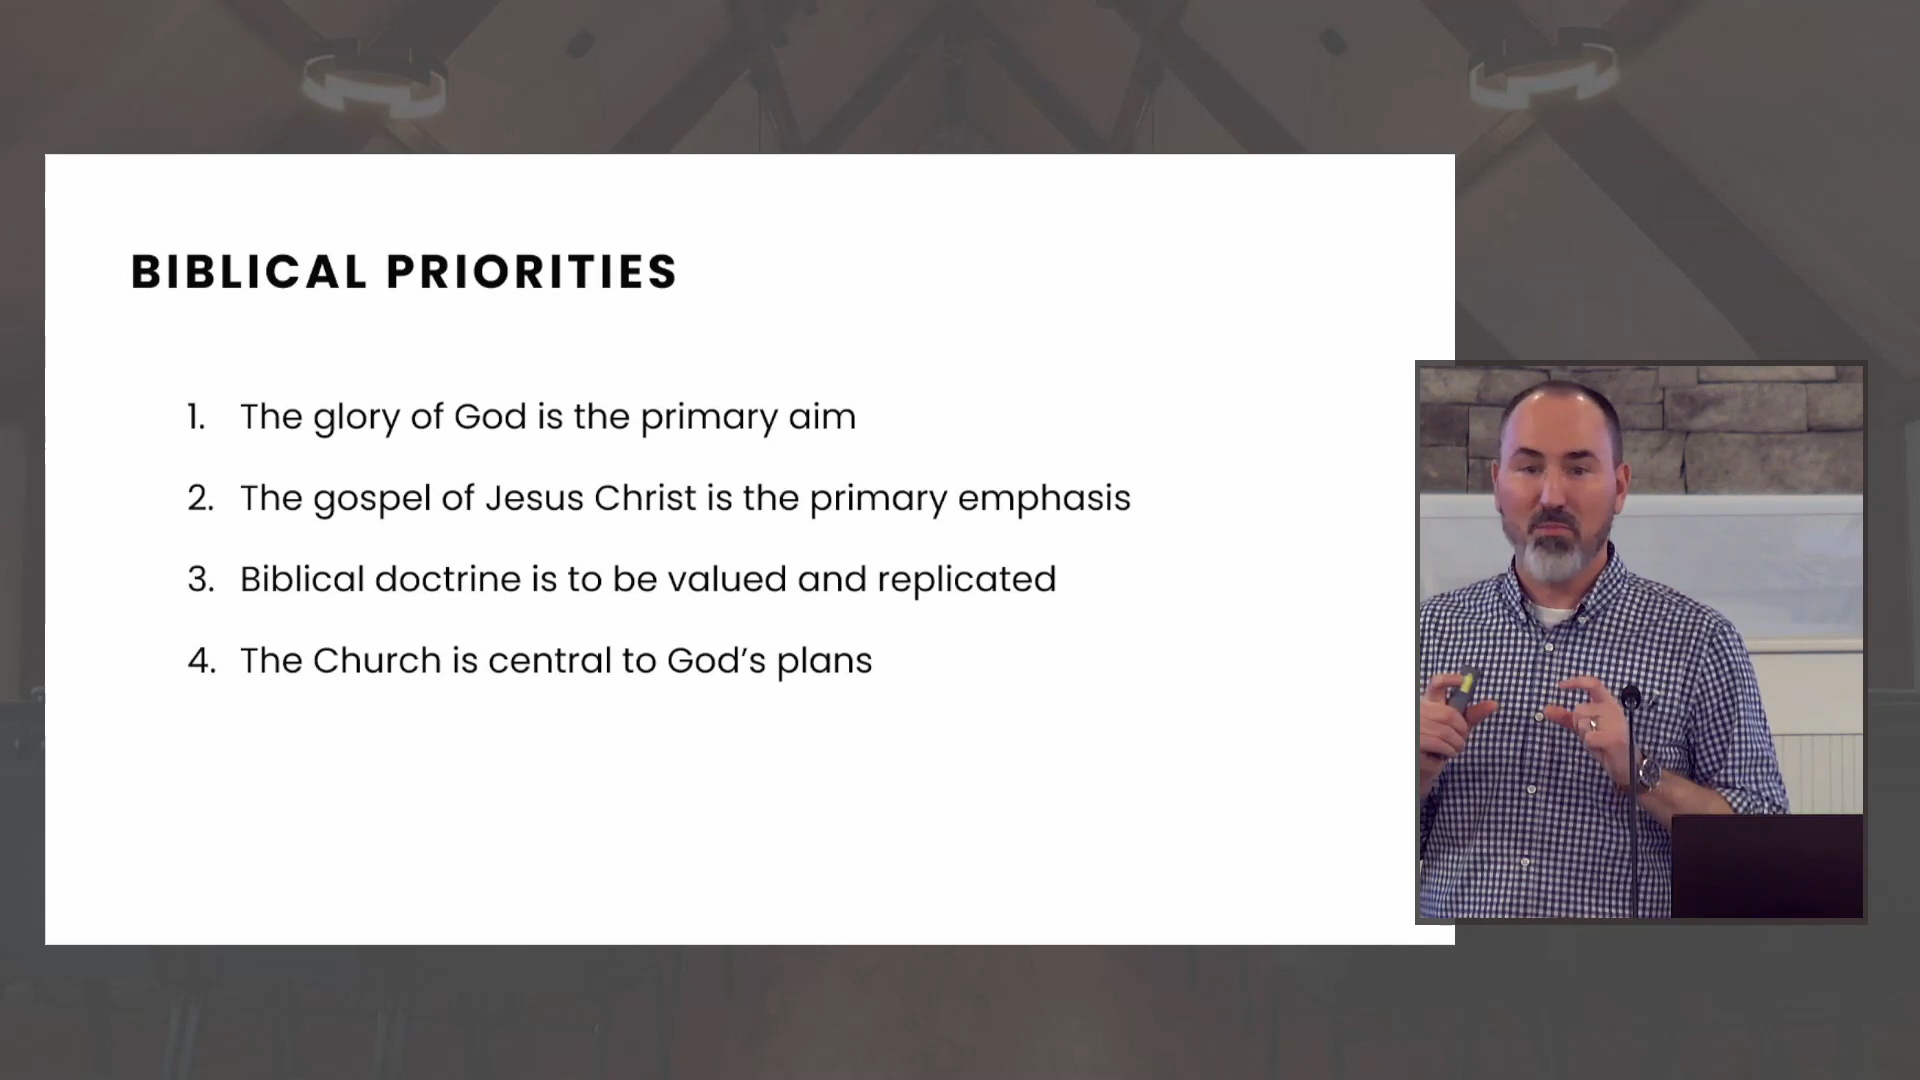 BIBLICAL PRIORITIES
1. The glory of God is the primary aim
2. The gospel of Jesus Christ is the primary emphasis
3. Biblical doctrine is to be valued and replicated
4. The Church is central to God’s plans